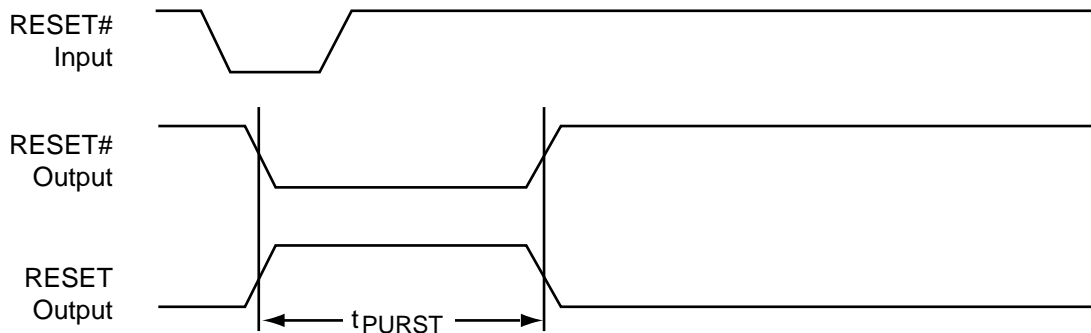 RESET#
Input
RESET#
Output
RESET
Output
tPURST